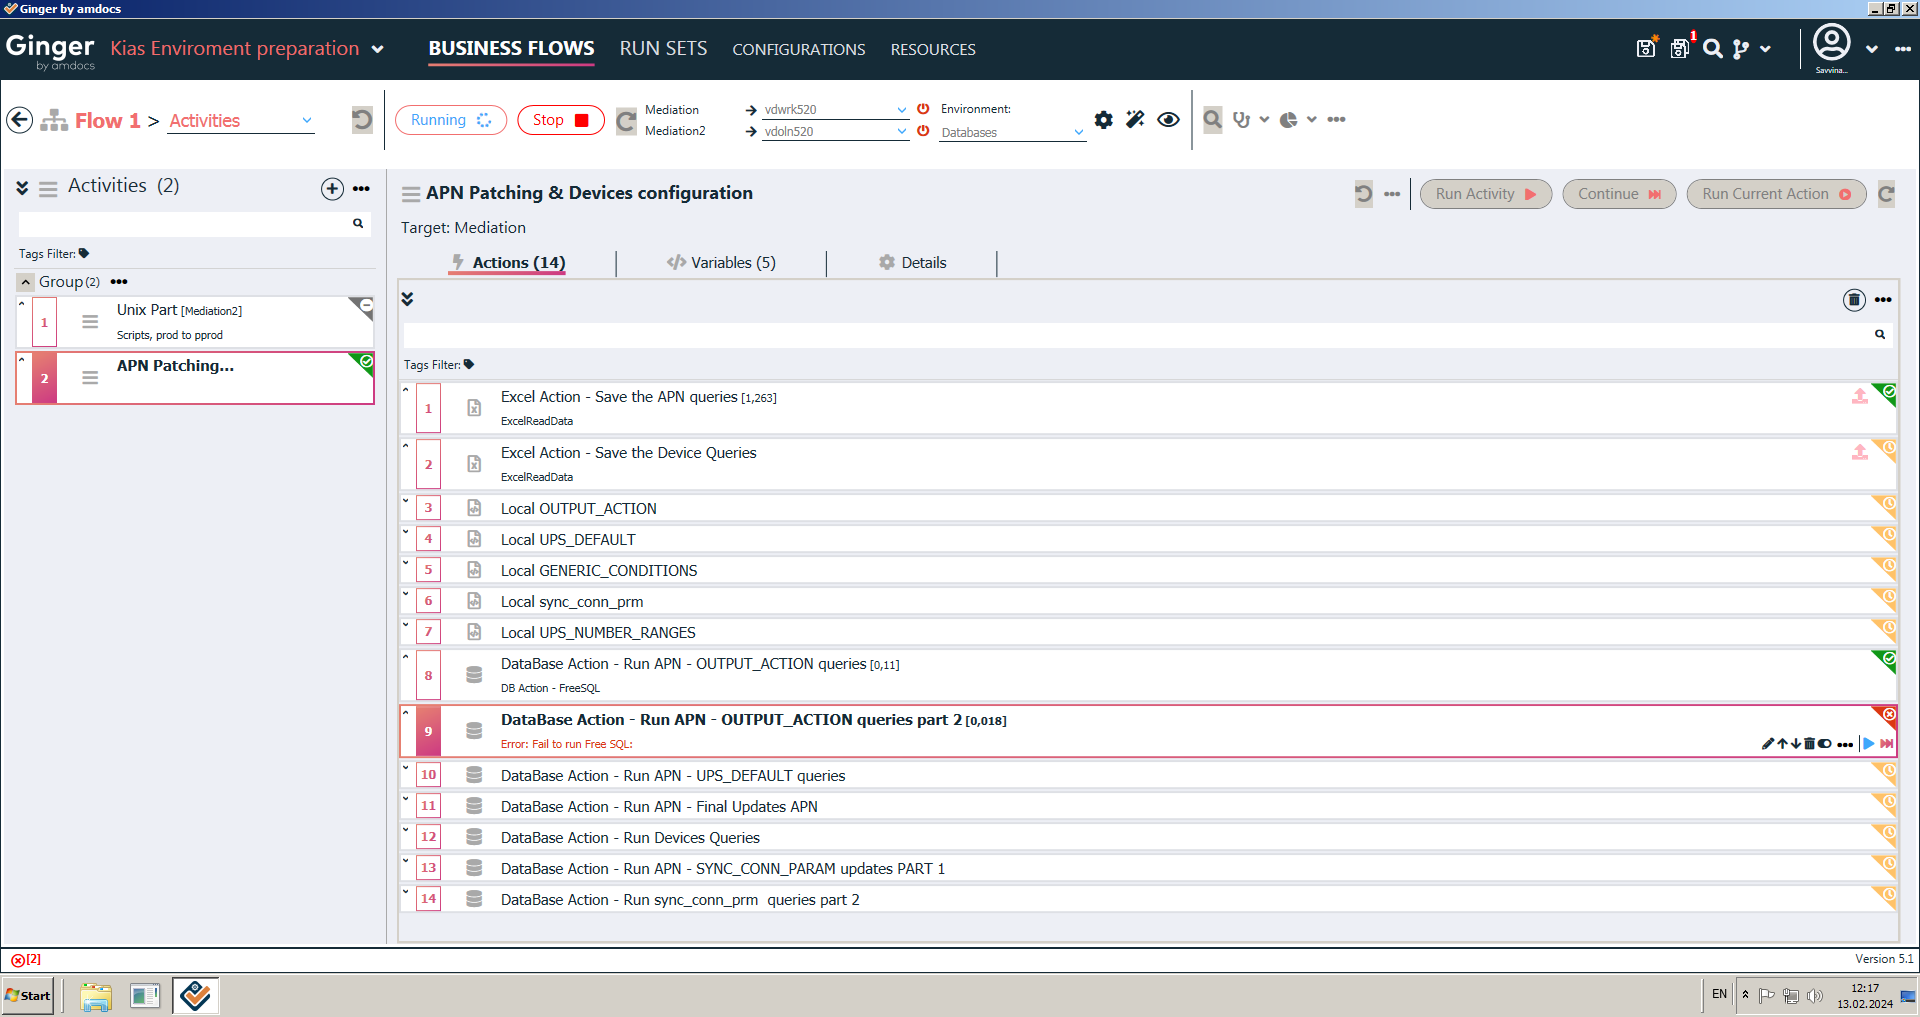 Ginger by amdocs
Ginger
by amdocs
Kias Enviroment preparation
BUSINESS FLOWS
RUN SETS
CONFIGURATIONS
RESOURCES
1
Savvina...
Flow 1 > Activities
Running
Stop
Mediation
vdwrk520
Mediation2
vdoln520
Environment:
Databases
Activities (2)
Tags Filter:
Group(2)
1
Unix Part [Mediation2]
Scripts, prod to pprod
2
APN Patching...
APN Patching & Devices configuration
Run Activity
Continue
Run Current Action
Target: Mediation
Actions (14)
Variables (5)
Details
Tags Filter:
1
Excel Action - Save the APN queries [1,263]
ExcelReadData
2
Excel Action - Save the Device Queries
ExcelReadData
3 Local OUTPUT_ACTION
4 Local UPS_DEFAULT
5 Local GENERIC_CONDITIONS
6 Local sync_conn_prm
7 Local UPS_NUMBER_RANGES
8
DataBase Action - Run APN - OUTPUT_ACTION queries [0,11]
DB Action - FreeSQL
9
DataBase Action - Run APN - OUTPUT_ACTION queries part 2 [0,018]
Error: Fail to run Free SQL:
10 DataBase Action - Run APN - UPS_DEFAULT queries
11 DataBase Action - Run APN - Final Updates APN
12 DataBase Action - Run Devices Queries
13 DataBase Action - Run APN - SYNC_CONN_PARAM updates PART 1
14 DataBase Action - Run sync_conn_prm  queries part 2
[2]
Version 5.1
Start
EN
12:17
13.02.2024